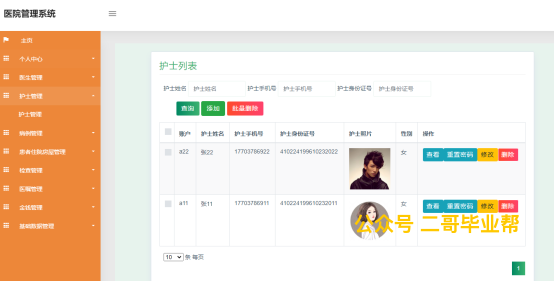 医院管理系统
主页
个人中心
医生管理
护士管理
护士管理
病例管理
患者住院房屋管理
检查管理
医嘱管理
金钱管理
基础数据管理
护士列表
护士姓名 护士姓名 护士手机号 护士手机号 护士身份证号 护士身份证号
查询 添加 批量删除
账户 护士姓名 护士手机号 护士身份证号 护士照片 性别 操作
a22 张22 17703786922 410224199610232022 女 查看 重置密码 修改 删除
a11 张11 17703786911 410224199610232011 女 查看 重置密码 修改 删除
公众号 二哥毕业帮
10 条 每页
1